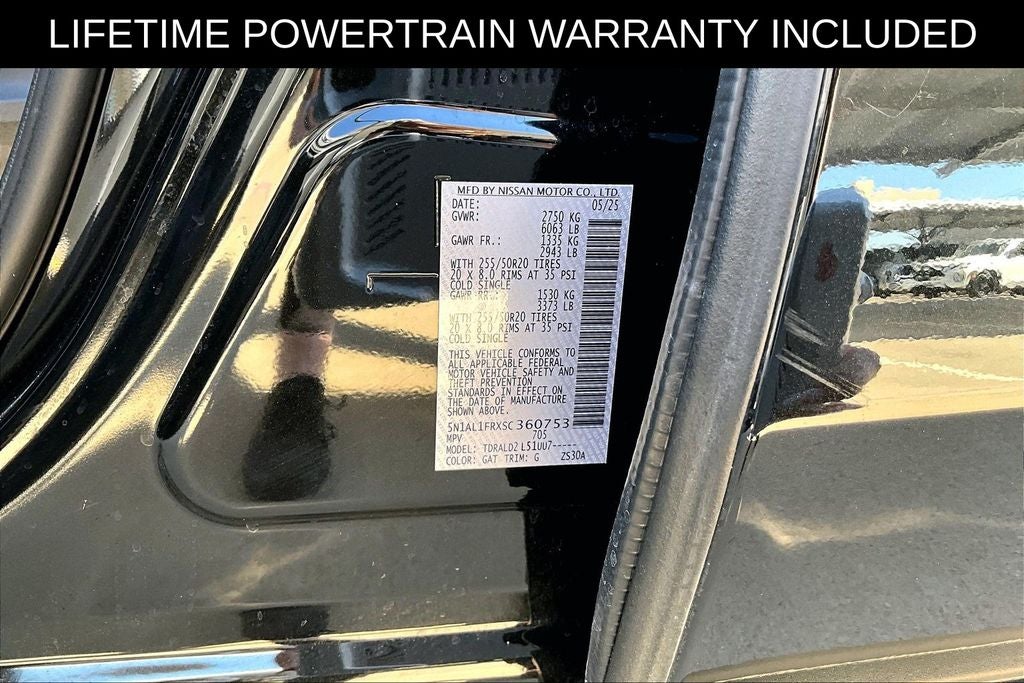 LIFETIME POWERTRAIN WARRANTY INCLUDED
MFD BY NISSAN MOTOR CO., LTD.
DATE: 05/25
GVWR: 2750 KG
6063 LB
GAWR FR.: 1335 KG
2943 LB
WITH 255/50R20 TIRES
20 X 8.0 RIMS AT 35 PSI
COLD SINGLE
GAWR RR.: 1530 KG
3373 LB
WITH 255/50R20 TIRES
20 X 8.0 RIMS AT 35 PSI
COLD SINGLE
THIS VEHICLE CONFORMS TO
ALL APPLICABLE FEDERAL
MOTOR VEHICLE SAFETY AND
THEFT PREVENTION
STANDARDS IN EFFECT ON
THE DATE OF MANUFACTURE
SHOWN ABOVE.
5N1AL1FRXSC360753
MPV 705
MODEL: TDRALD2 L51UU7-----
COLOR: GAT TRIM: G ZS30A